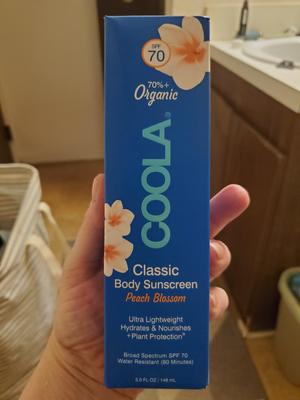 SPF
70
70%+
Organic
COOLA®
Classic
Body Sunscreen
Peach Blossom
Ultra Lightweight
Hydrates & Nourishes
+Plant Protection®
Broad Spectrum SPF 70
Water Resistant (80 Minutes)
5.0 FL OZ / 148 mL